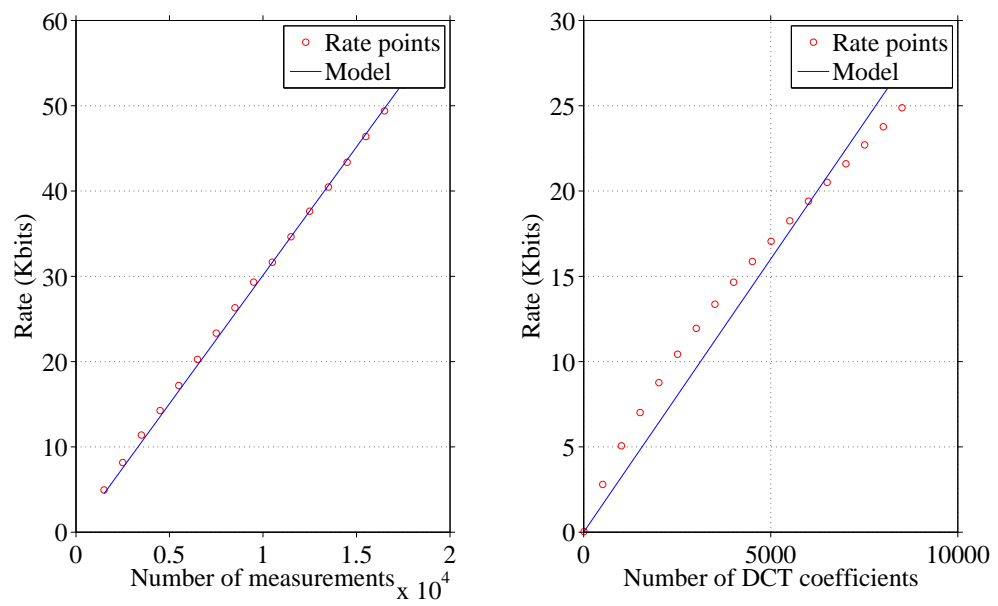 60
50
40
30
20
10
0
Rate (Kbits)
Rate points
Model
0
0.5
1
1.5
2
Number of measurements
x 10^4
30
25
20
15
10
5
0
Rate (Kbits)
Rate points
Model
0
5000
10000
Number of DCT coefficients